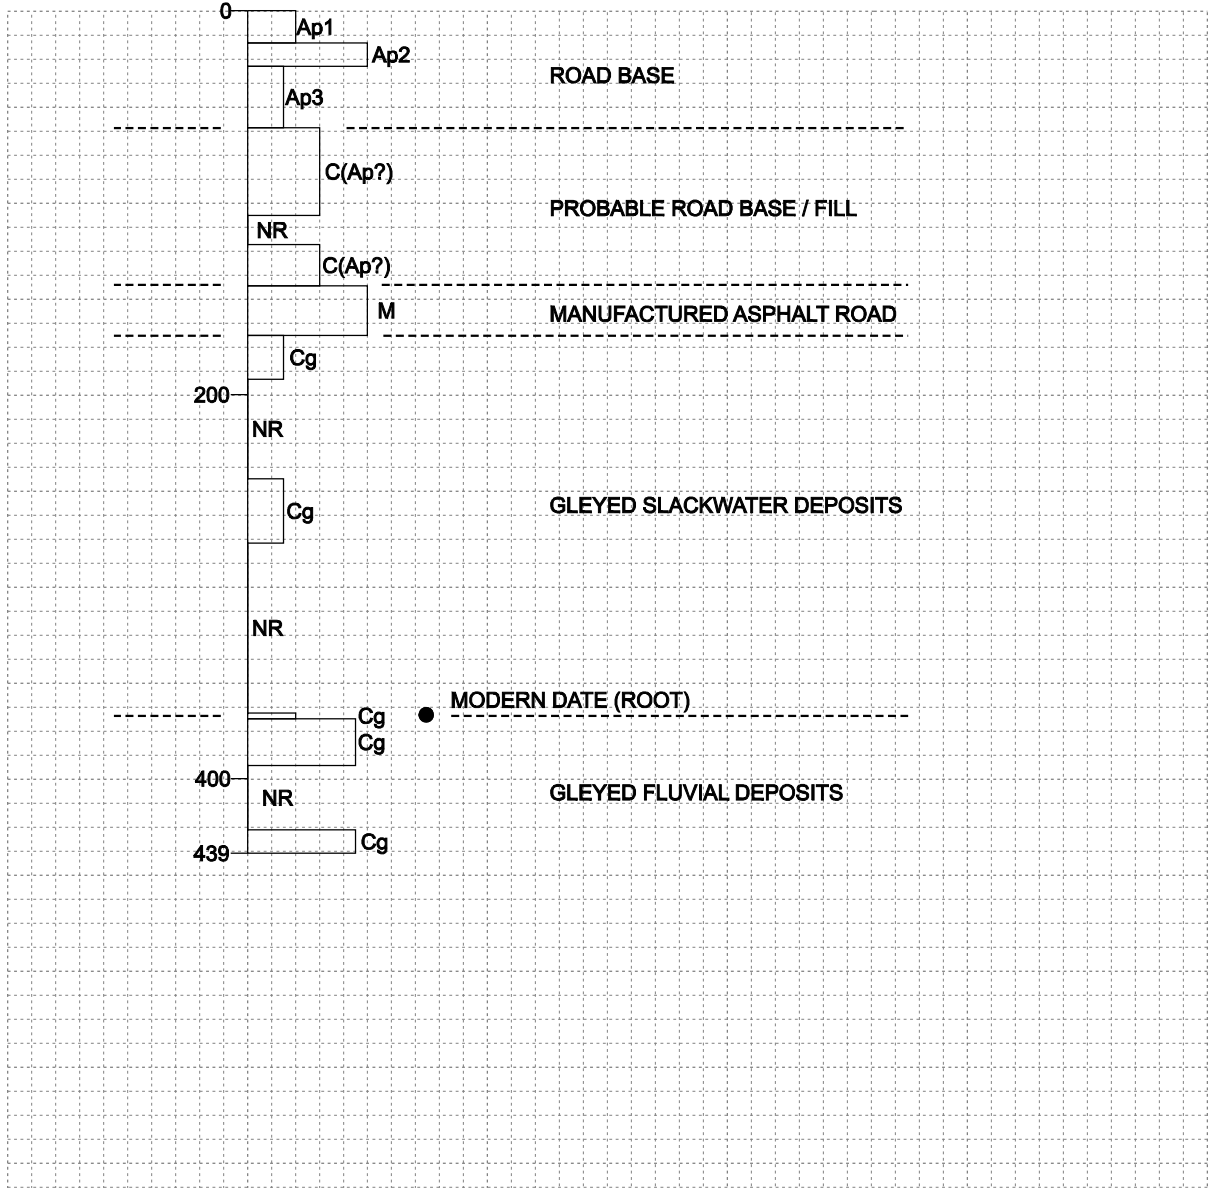 0
Ap1
Ap2
ROAD BASE
Ap3
C(Ap?)
PROBABLE ROAD BASE / FILL
NR
C(Ap?)
M
MANUFACTURED ASPHALT ROAD
Cg
200
NR
GLEYED SLACKWATER DEPOSITS
Cg
NR
MODERN DATE (ROOT)
Cg
Cg
400
GLEYED FLUVIAL DEPOSITS
NR
Cg
439